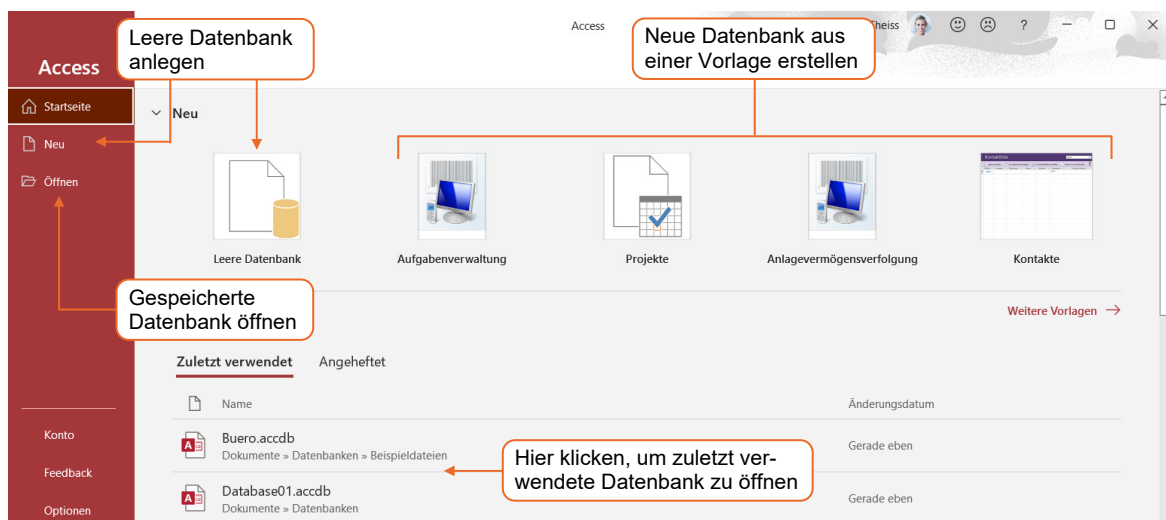 Leere Datenbank
anlegen
Access
Neue Datenbank aus
einer Vorlage erstellen
?
Access
Startseite
Neu
Öffnen
Neu
Leere Datenbank
Aufgabenverwaltung
Projekte
Anlagevermögensverfolgung
Kontakte
Gespeicherte
Datenbank öffnen
Weitere Vorlagen
Zuletzt verwendet Angeheftet
Name Änderungsdatum
Buero.accdb
Dokumente » Datenbanken » Beispieldateien
Gerade eben
Hier klicken, um zuletzt ver-
wendete Datenbank zu öffnen
Database01.accdb
Dokumente » Datenbanken
Gerade eben
Konto
Feedback
Optionen